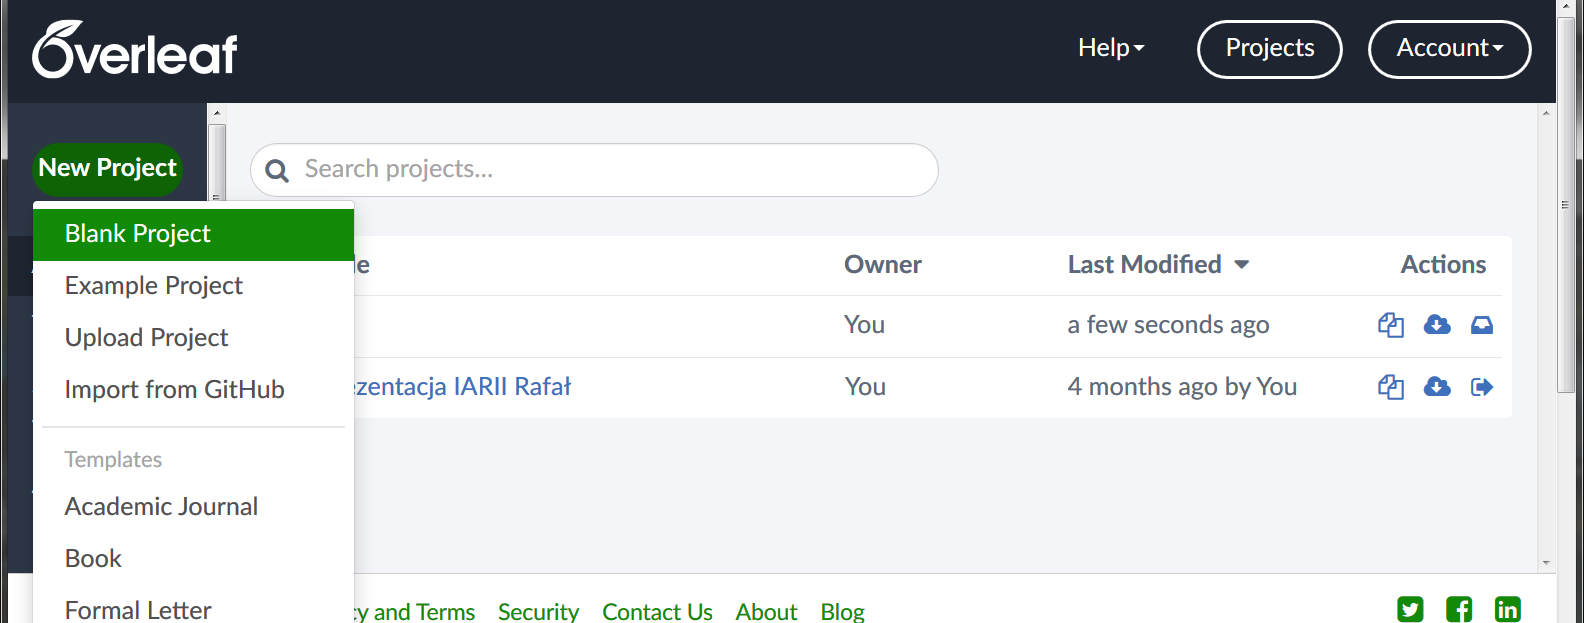 Overleaf
Help
Projects
Account
New Project
Search projects...
Blank Project
Example Project
Upload Project
Import from GitHub
Templates
Academic Journal
Book
Formal Letter
Owner
Last Modified
Actions
You
a few seconds ago
zentacja IARII Rafał
You
4 months ago by You
y and Terms
Security
Contact Us
About
Blog